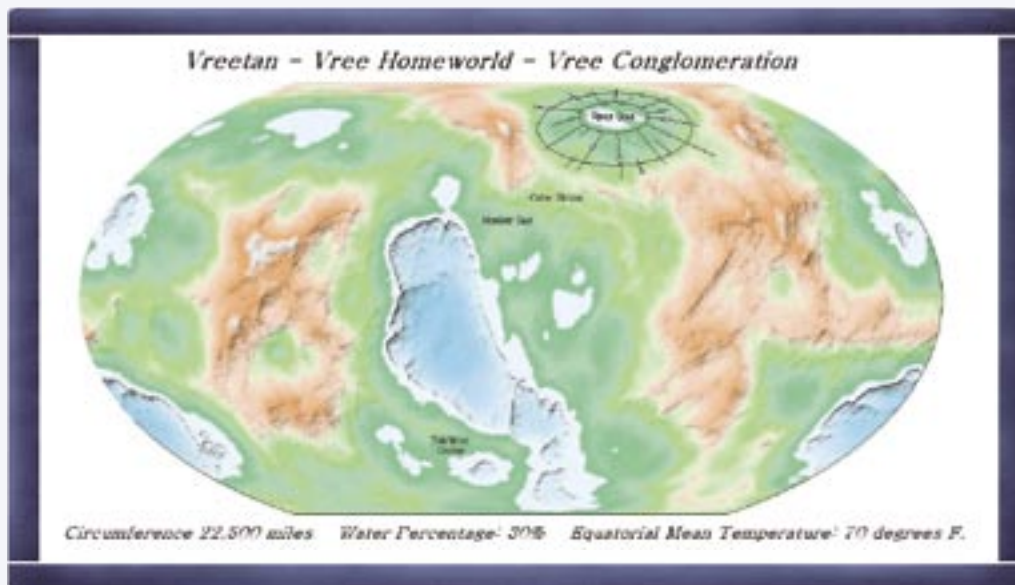 Vreetan - Vree Homeworld - Vree Conglomeration
Circumference 22,500 miles Water Percentage: 30% Equatorial Mean Temperature: 70 degrees F.